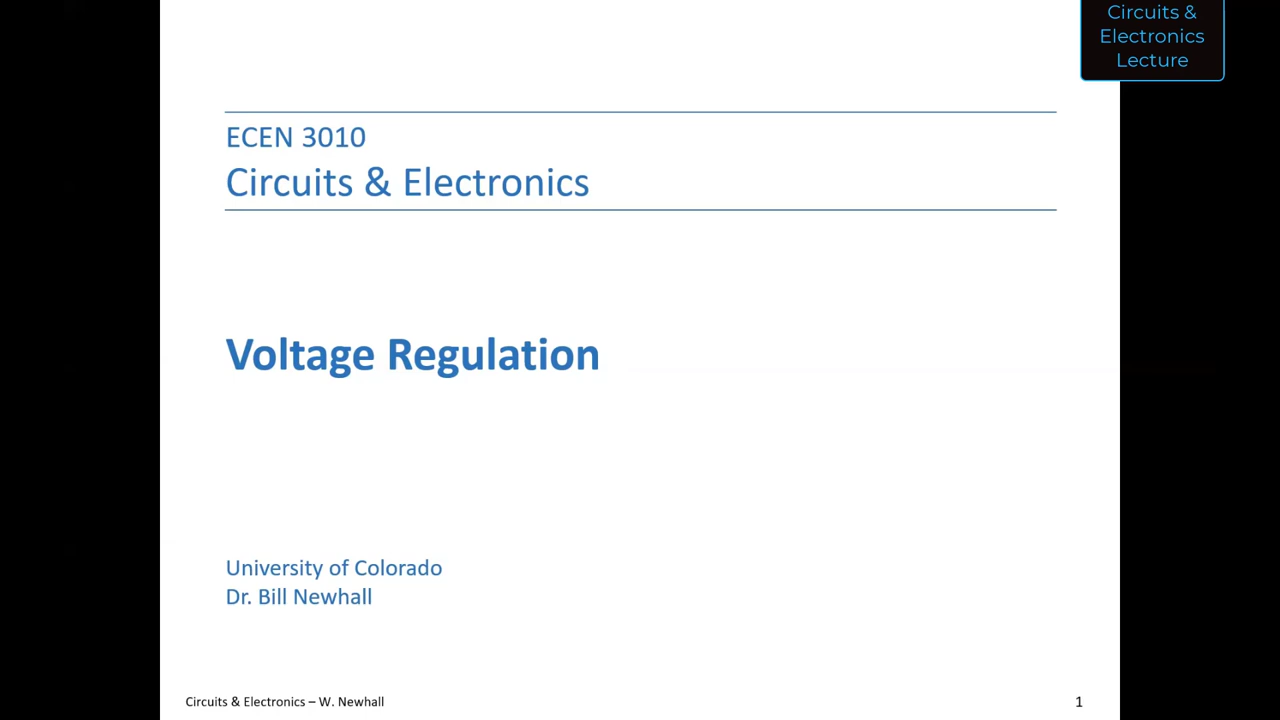 Circuits &
Electronics
Lecture
ECEN 3010
Circuits & Electronics
Voltage Regulation
University of Colorado
Dr. Bill Newhall
Circuits & Electronics – W. Newhall
1